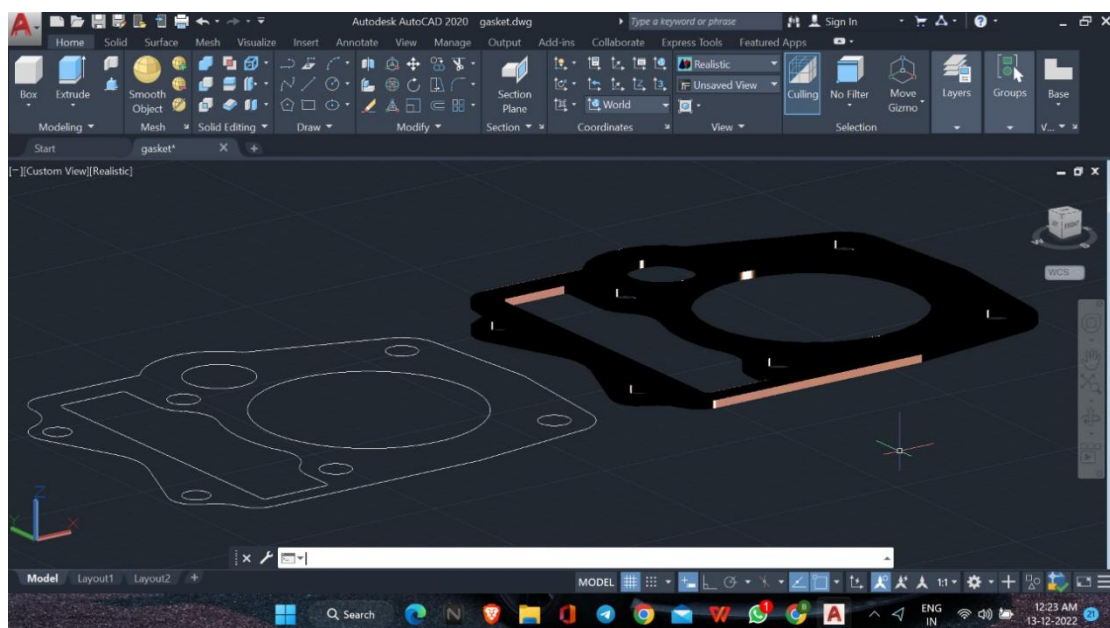 Autodesk AutoCAD 2020 gasket.dwg
Type a keyword or phrase
Sign In
Home Solid Surface Mesh Visualize Insert Annotate View Manage Output Add-ins Collaborate Express Tools Featured Apps
Box Extrude Smooth Object
Section Plane
Realistic
Unsaved View
World
Culling No Filter Move Gizmo Layers Groups Base
Modeling Mesh Solid Editing Draw Modify Section Coordinates View Selection V...
Start gasket* X +
[−][Custom View][Realistic]
FRONT
WCS
Z
Y X
Model Layout1 Layout2 +
MODEL 1:1
Search
ENG
IN
12:23 AM
13-12-2022
21